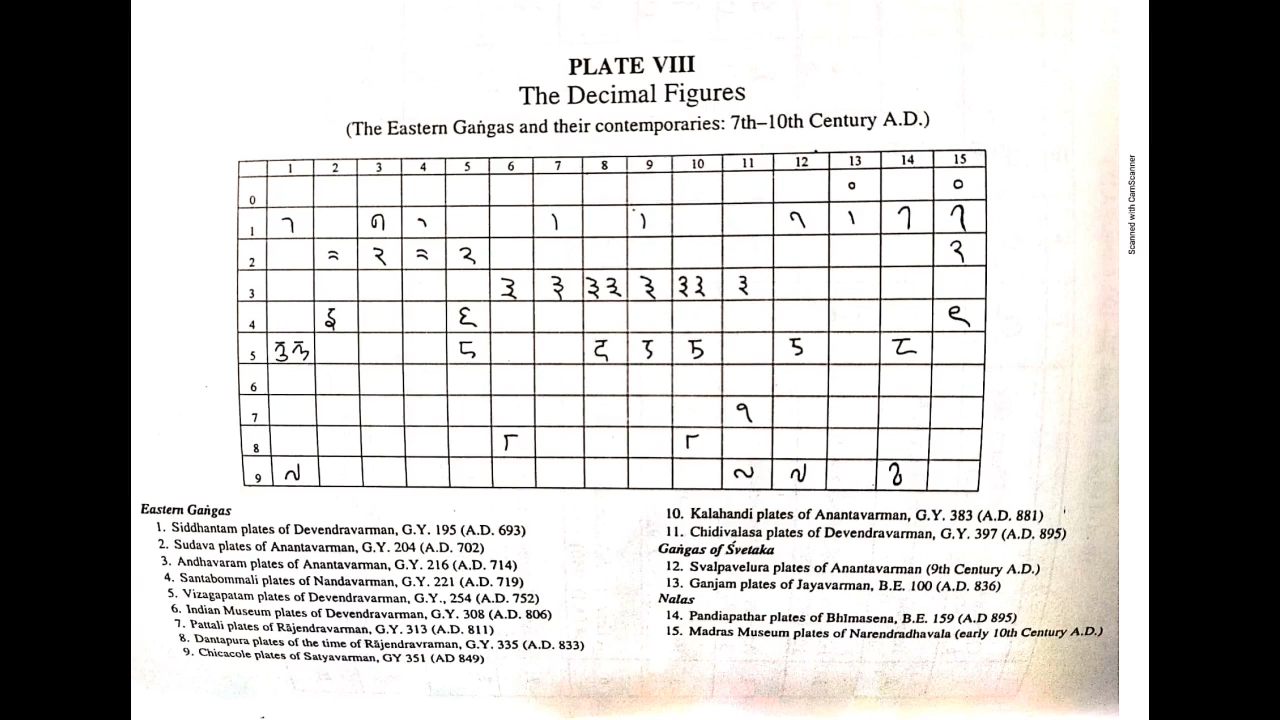 PLATE VIII
The Decimal Figures
(The Eastern Gaṅgas and their contemporaries: 7th–10th Century A.D.)
1 2 3 4 5 6 7 8 9 10 11 12 13 14 15
0
1
2
3
4
5
6
7
8
9
Eastern Gaṅgas
1. Siddhantam plates of Devendravarman, G.Y. 195 (A.D. 693)
2. Sudava plates of Anantavarman, G.Y. 204 (A.D. 702)
3. Andhavaram plates of Anantavarman, G.Y. 216 (A.D. 714)
4. Santabommali plates of Nandavarman, G.Y. 221 (A.D. 719)
5. Vizagapatam plates of Devendravarman, G.Y., 254 (A.D. 752)
6. Indian Museum plates of Devendravarman, G.Y. 308 (A.D. 806)
7. Pattali plates of Rājendravarman, G.Y. 313 (A.D. 811)
8. Dantapura plates of the time of Rājendravraman, G.Y. 335 (A.D. 833)
9. Chicacole plates of Satyavarman, GY 351 (AD 849)
10. Kalahandi plates of Anantavarman, G.Y. 383 (A.D. 881)
11. Chidivalasa plates of Devendravarman, G.Y. 397 (A.D. 895)
Gaṅgas of Śvetaka
12. Svalpavelura plates of Anantavarman (9th Century A.D.)
13. Ganjam plates of Jayavarman, B.E. 100 (A.D. 836)
Nalas
14. Pandiapathar plates of Bhīmasena, B.E. 159 (A.D 895)
15. Madras Museum plates of Narendradhavala (early 10th Century A.D.)
Scanned with CamScanner